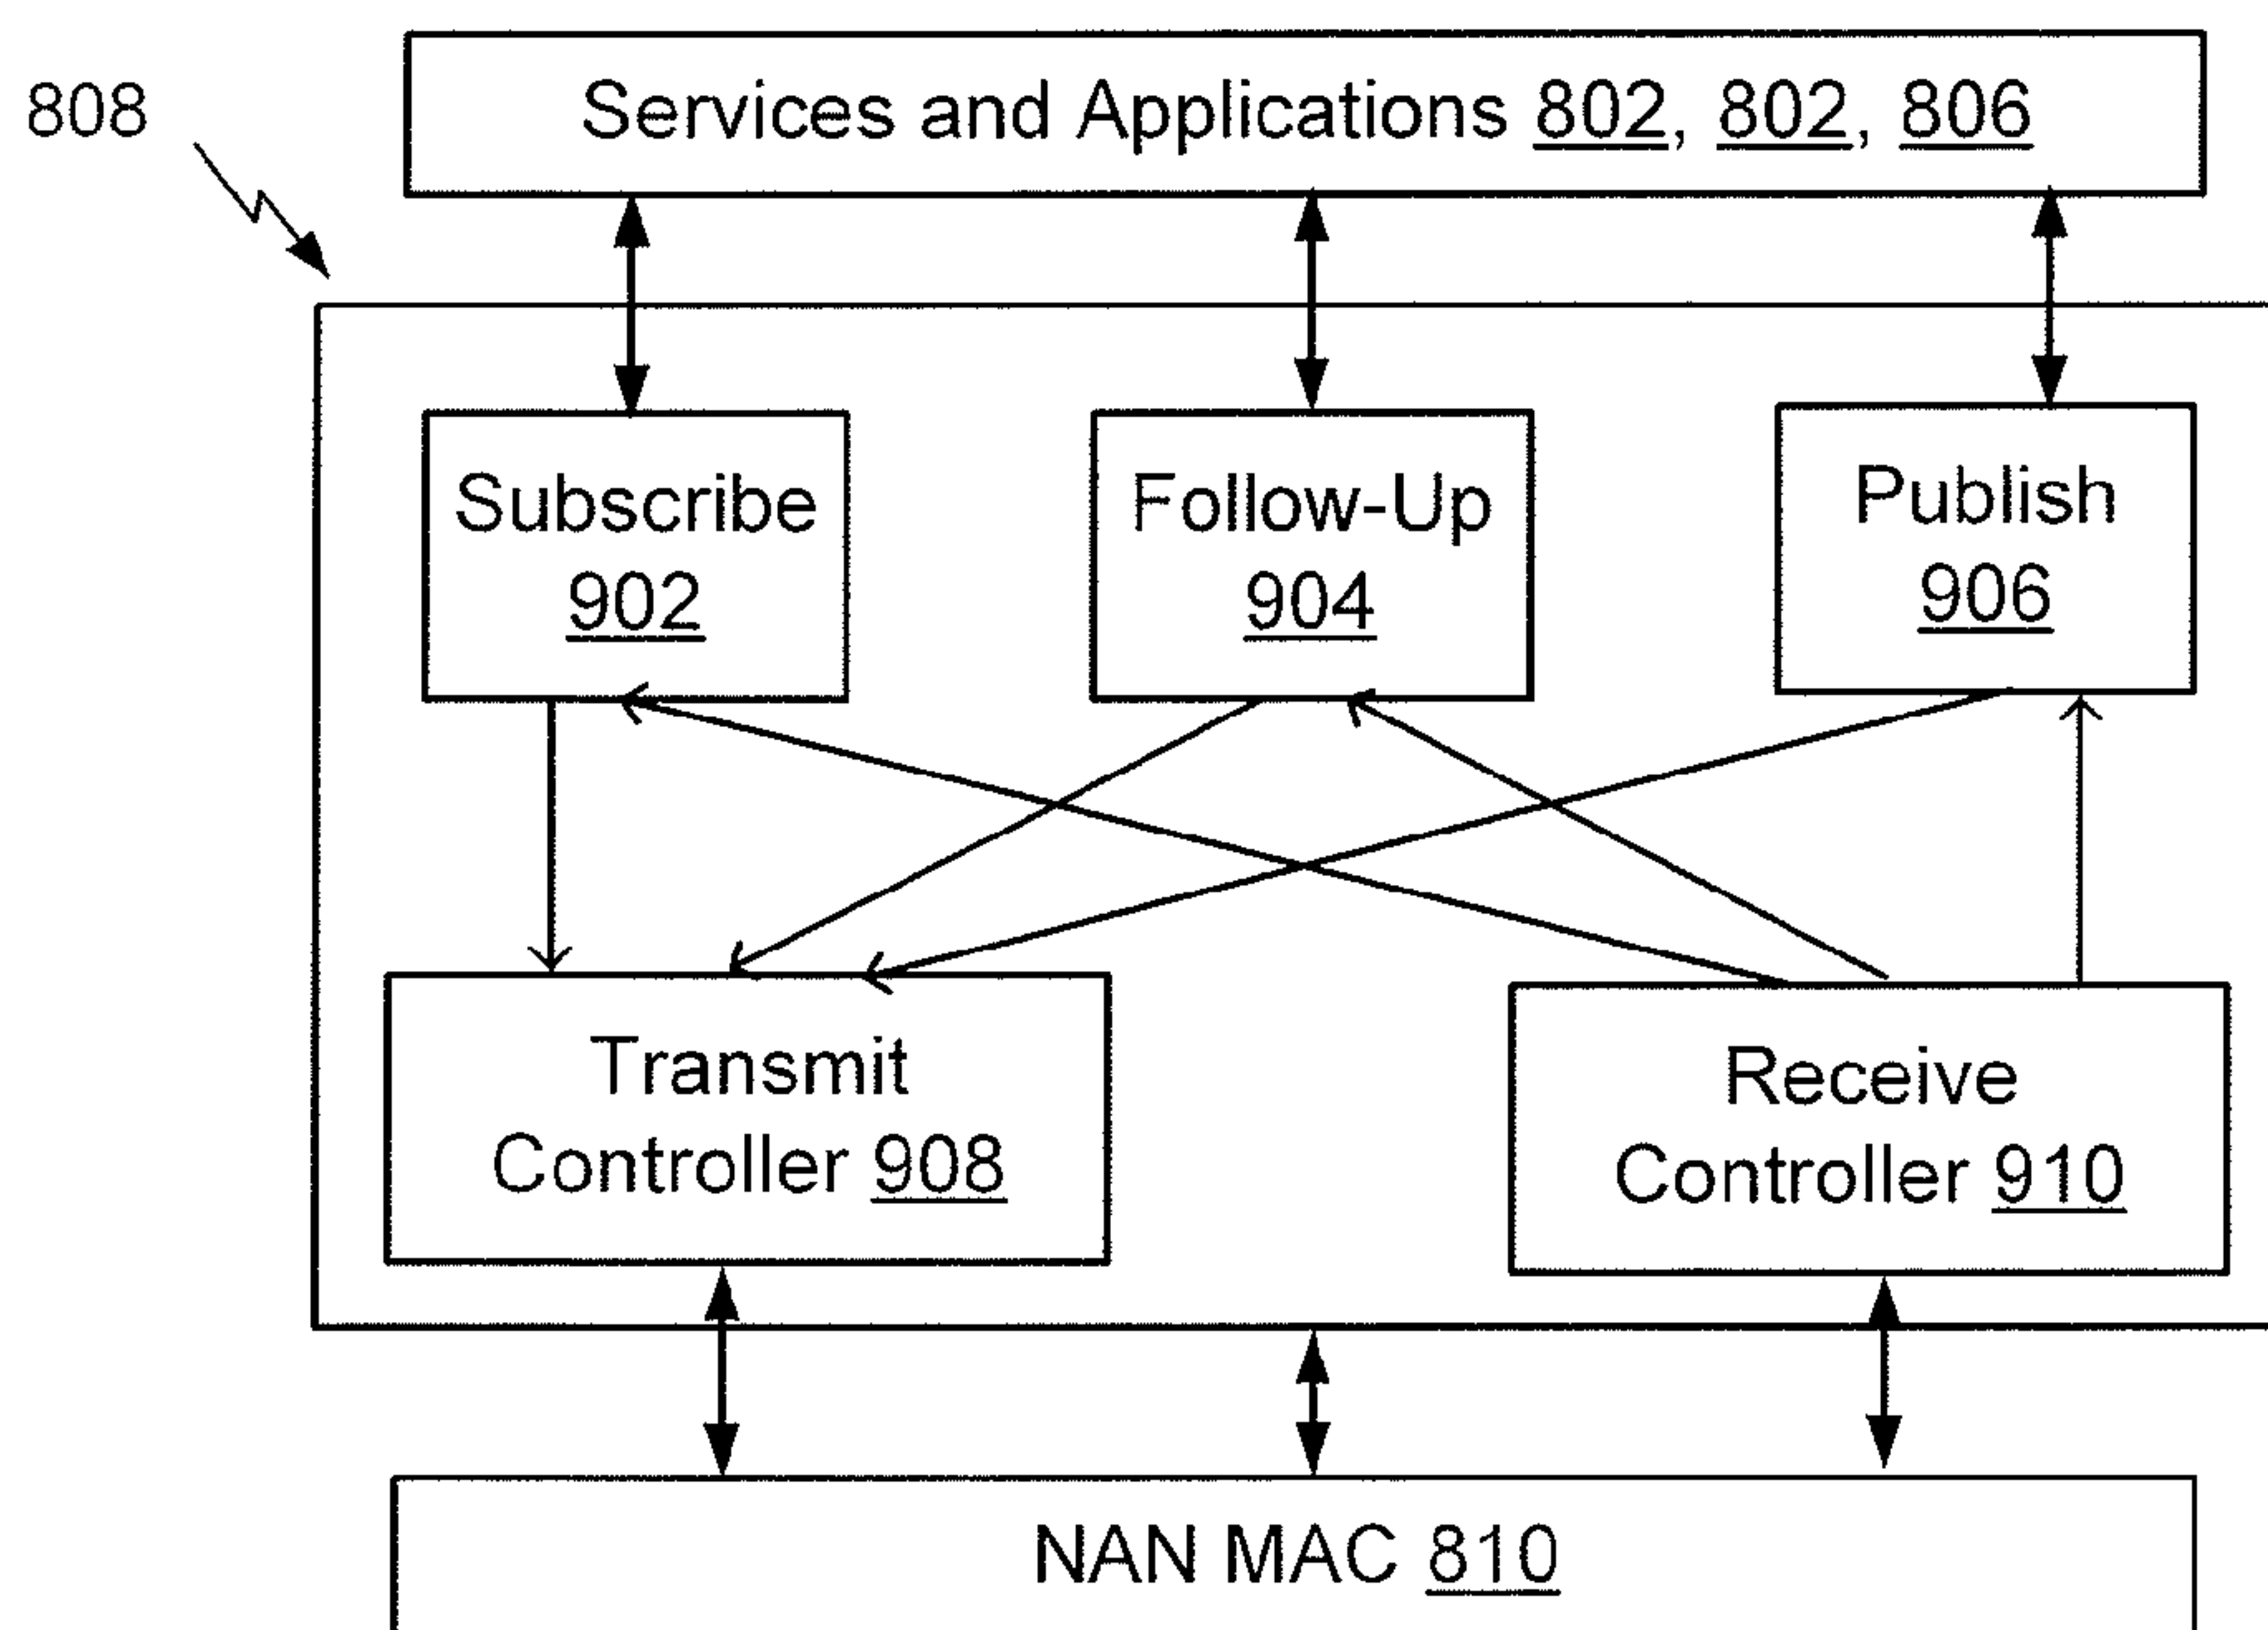 808
Services and Applications 802, 802, 806
Subscribe
902
Follow-Up
904
Publish
906
Transmit
Controller 908
Receive
Controller 910
NAN MAC 810